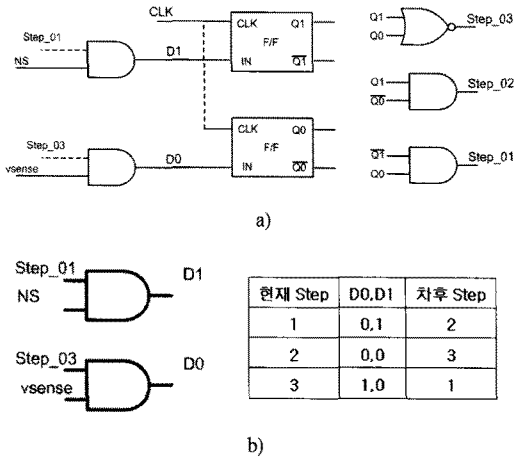 CLK
Step_01
NS
D1
CLK
Q1
F/F
IN
Q1
Q1
Q0
Step_03
Q1
Q0
Step_02
Step_03
vsense
D0
CLK
Q0
F/F
IN
Q0
Q1
Q0
Step_01
a)
Step_01
NS
D1
Step_03
vsense
D0
현재 Step D0,D1 차후 Step
1 0,1 2
2 0,0 3
3 1,0 1
b)